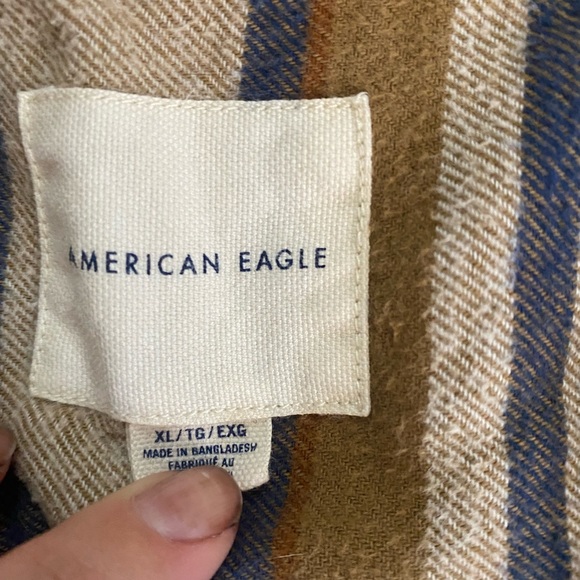 AMERICAN EAGLE
XL/TG/EXG
MADE IN BANGLADESH
FABRIQUÉ AU